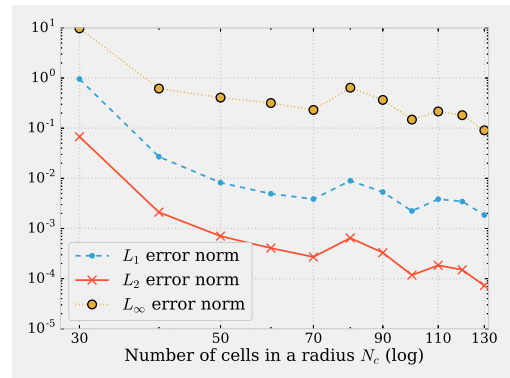 10^1
10^0
10^-1
10^-2
10^-3
10^-4
10^-5
L_1 error norm
L_2 error norm
L_∞ error norm
30 50 70 90 110 130
Number of cells in a radius N_c (log)